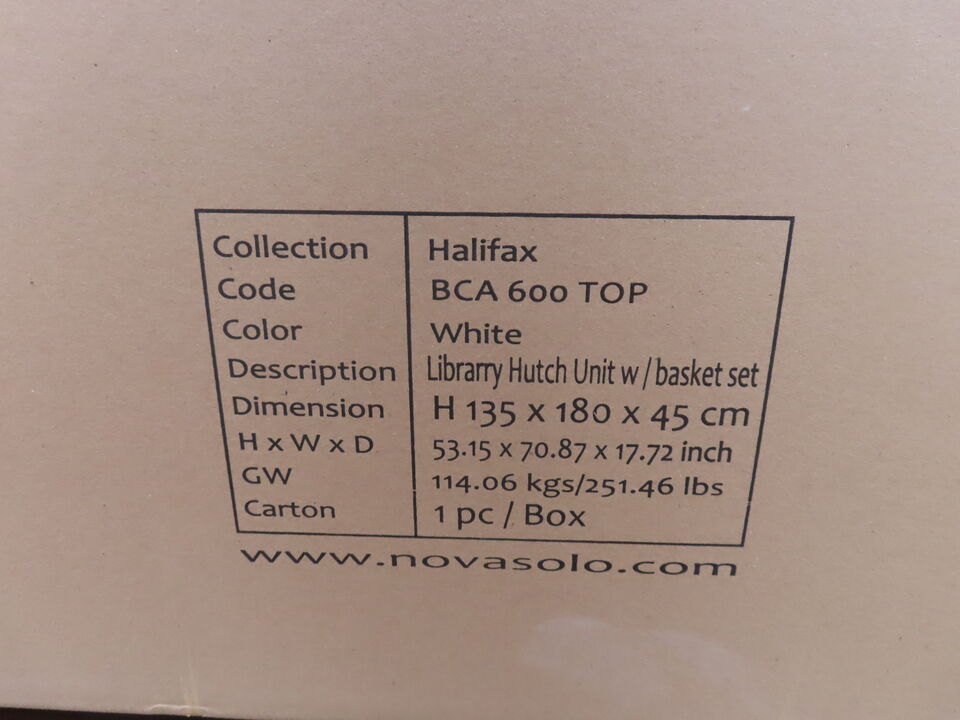 Collection Halifax
Code BCA 600 TOP
Color White
Description Librarry Hutch Unit w / basket set
Dimension H 135 x 180 x 45 cm
H x W x D 53.15 x 70.87 x 17.72 inch
GW 114.06 kgs/251.46 lbs
Carton 1 pc / Box
www.novasolo.com